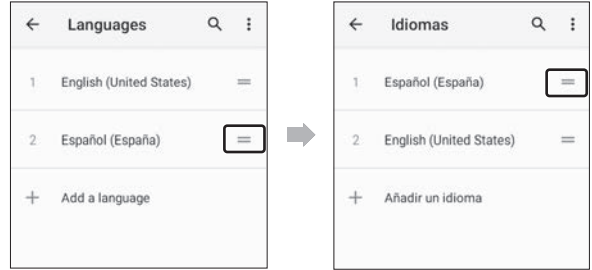 Languages
1 English (United States)
2 Español (España)
Add a language
Idiomas
1 Español (España)
2 English (United States)
Añadir un idioma